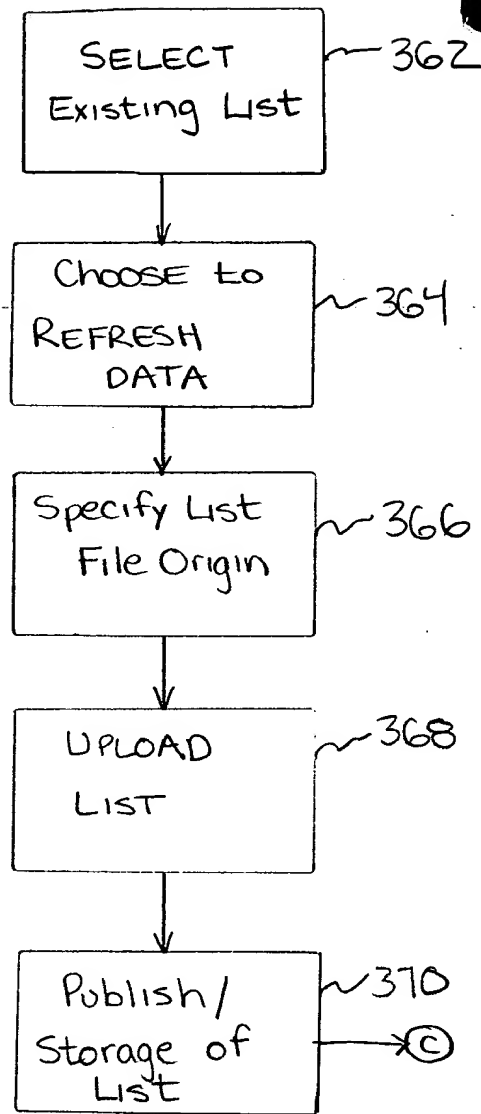 SELECT
Existing List
362
Choose to
REFRESH
DATA
364
Specify List
File Origin
366
UPLOAD
LIST
368
Publish/
Storage of
List
370
C